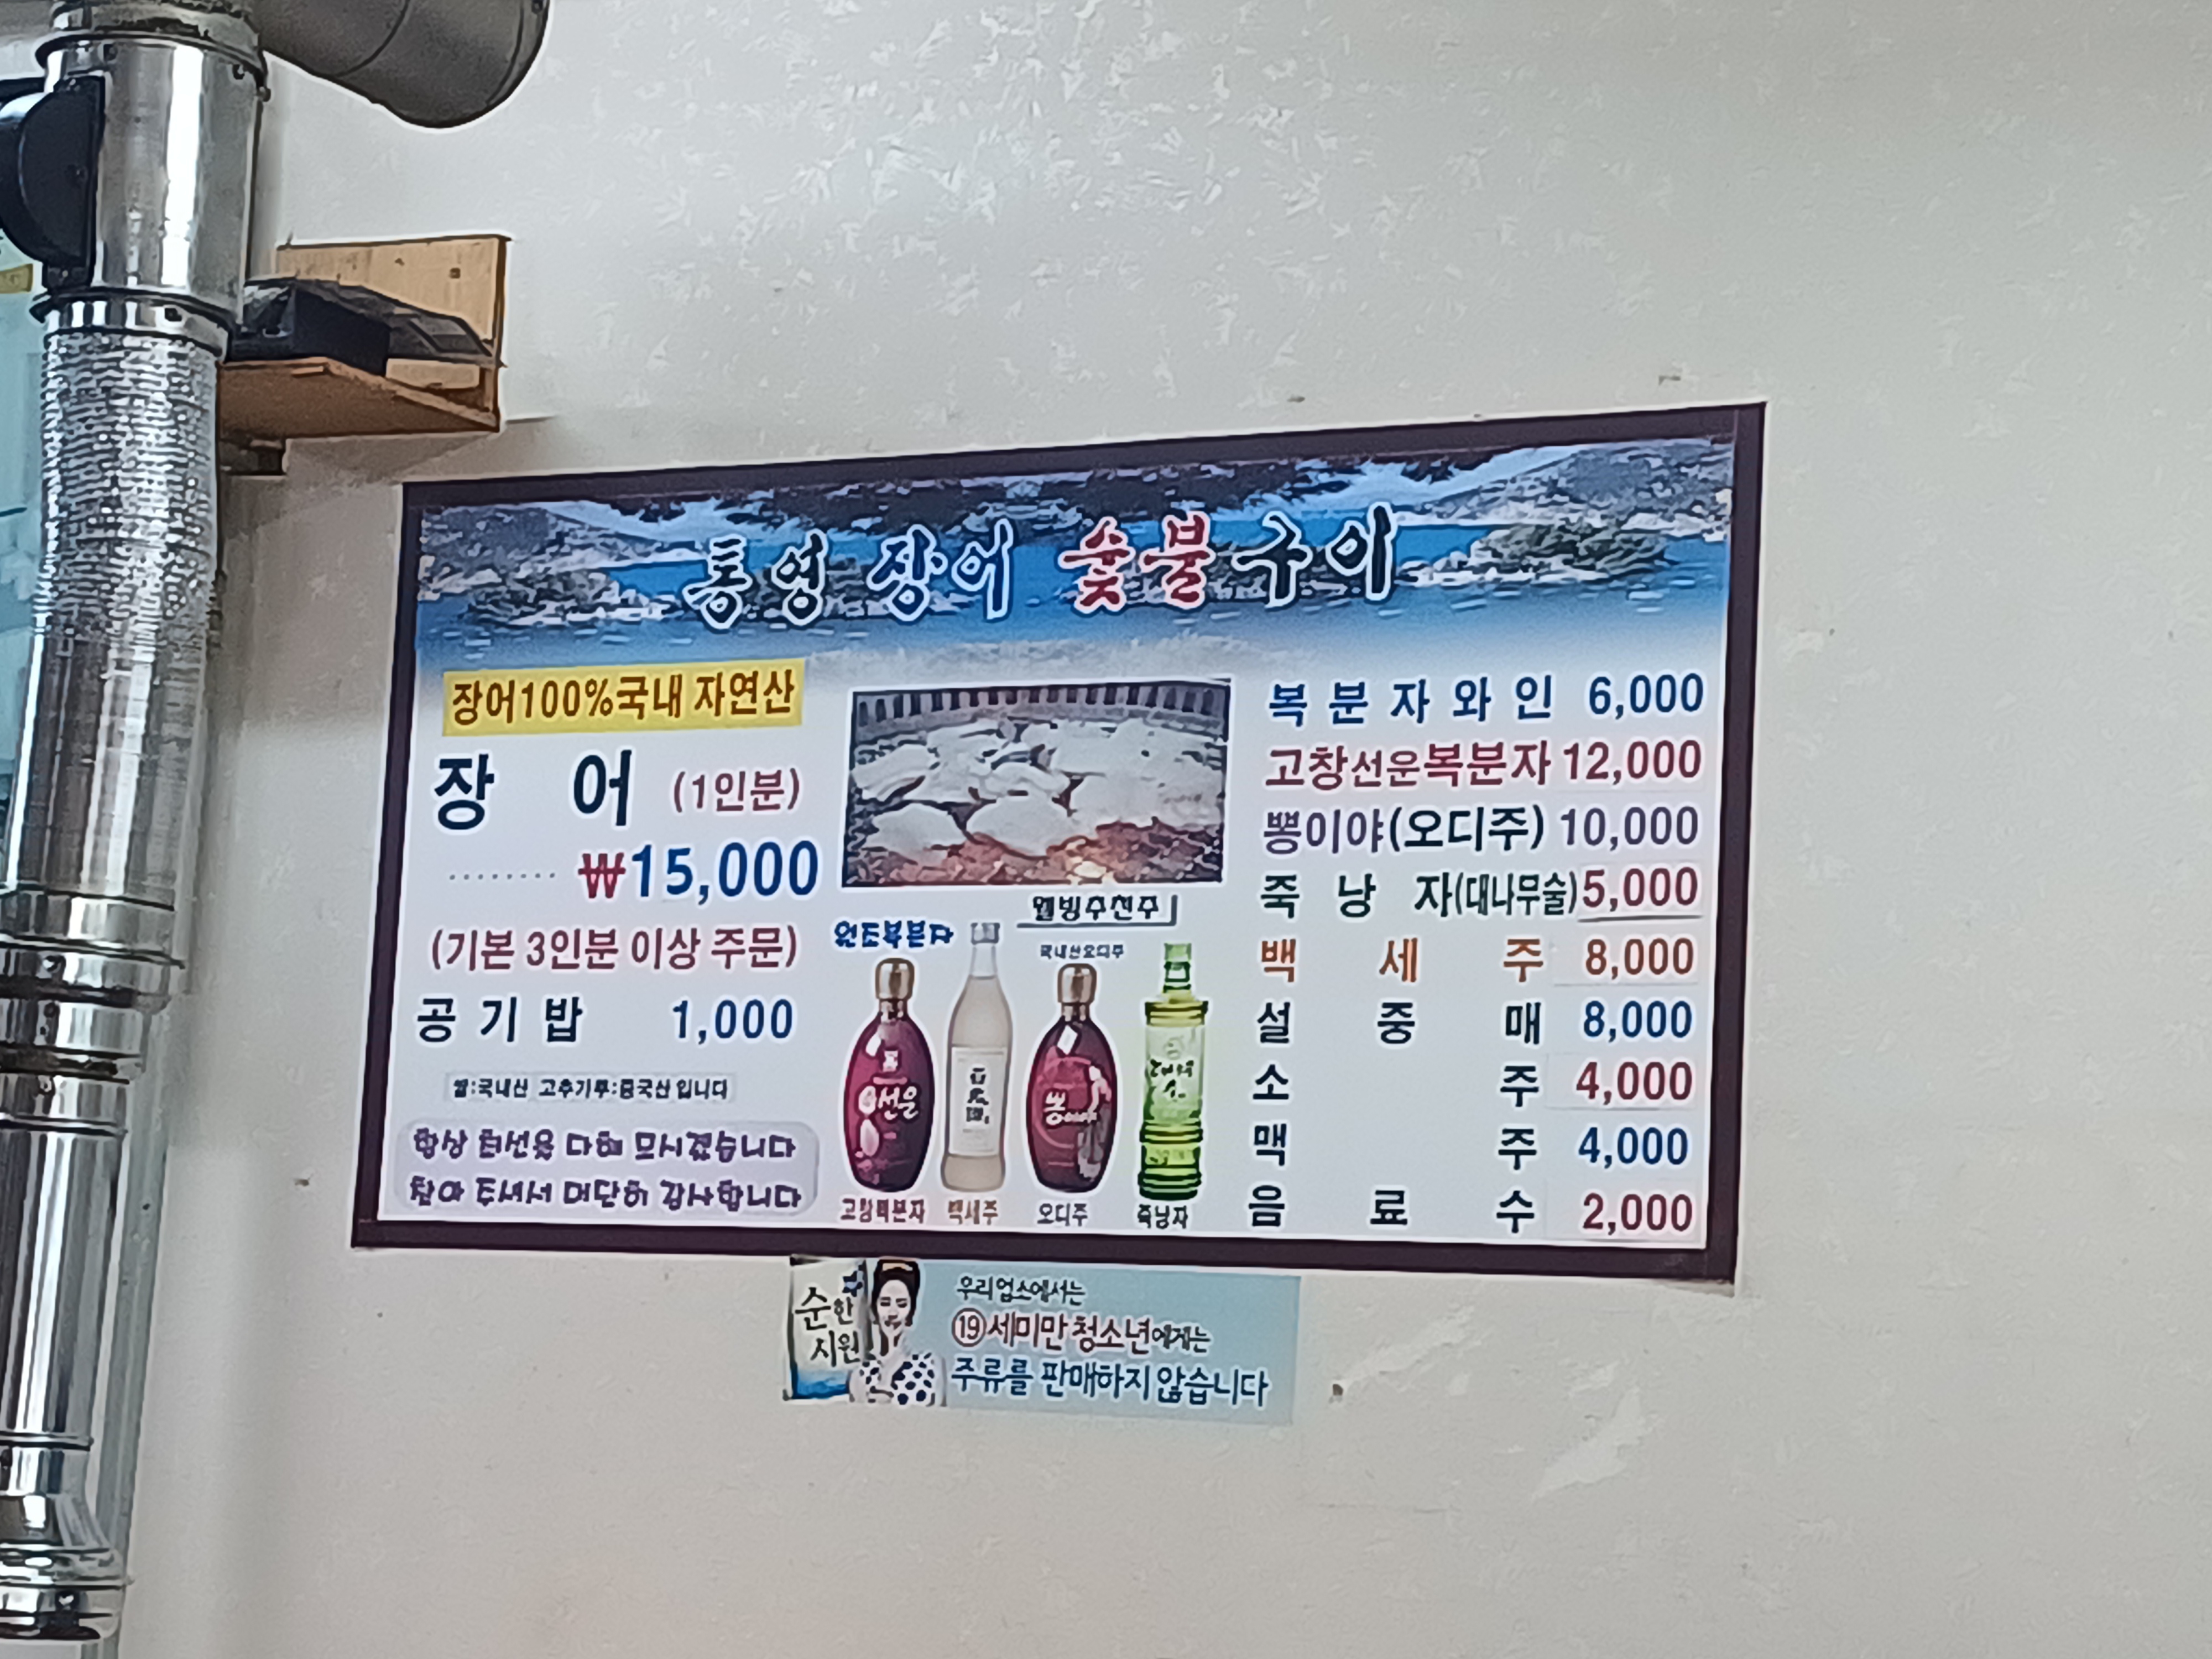 통영 장어 숯불구이
장어100%국내 자연산
장 어 (1인분)
₩15,000
(기본 3인분 이상 주문)
공기밥 1,000
쌀:국내산 고추가루:중국산 입니다
항상 최선을 다해 모시겠습니다
찾아 주셔서 대단히 감사합니다
웰빙추천주
원조복분자
국내산오디주
선운
뽕
고창복분자 백세주 오디주 죽낭자
복분자와인 6,000
고창선운복분자 12,000
뽕이야(오디주) 10,000
죽낭자(대나무술) 5,000
백세주 8,000
설중매 8,000
소주 4,000
맥주 4,000
음료수 2,000
순한
시원
우리업소에서는
⑲세미만 청소년에게는
주류를 판매하지 않습니다